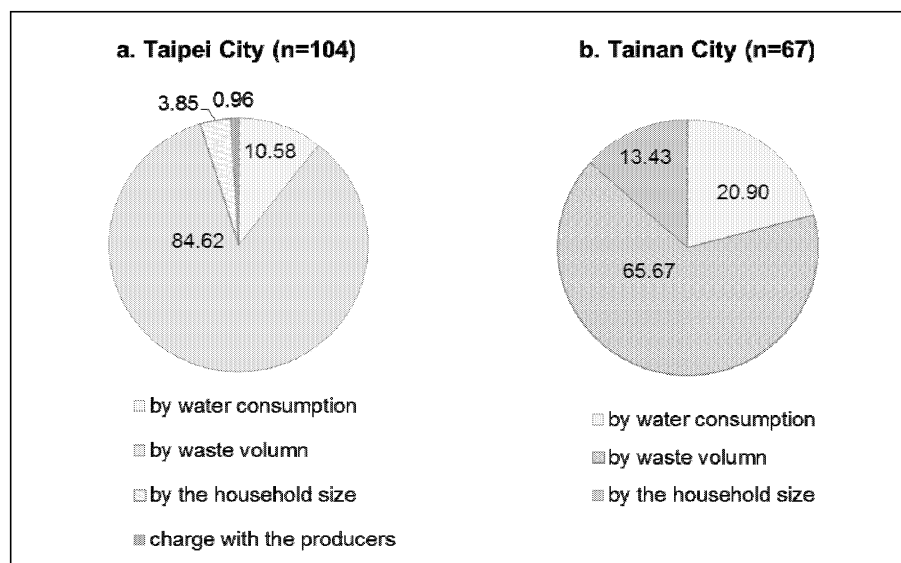 a. Taipei City (n=104)
3.85
0.96
10.58
84.62
by water consumption
by waste volumn
by the household size
charge with the producers
b. Tainan City (n=67)
13.43
20.90
65.67
by water consumption
by waste volumn
by the household size